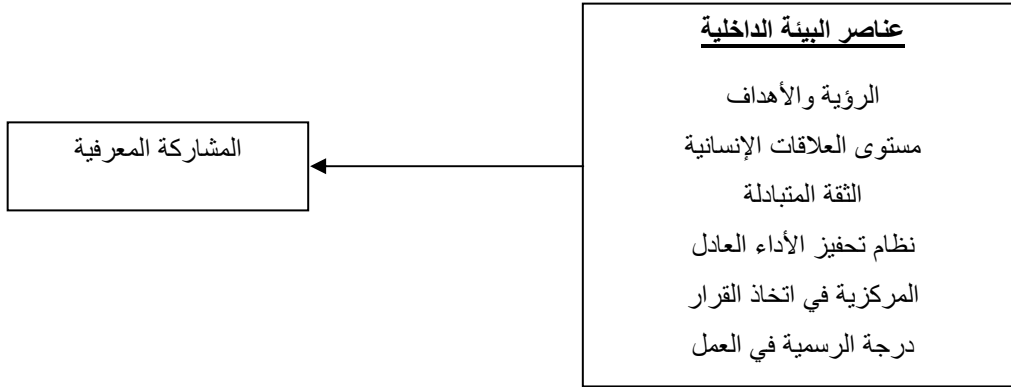 عناصر البيئة الداخلية
الرؤية والأهداف
مستوى العلاقات الإنسانية
الثقة المتبادلة
نظام تحفيز الأداء العادل
المركزية في اتخاذ القرار
درجة الرسمية في العمل
المشاركة المعرفية